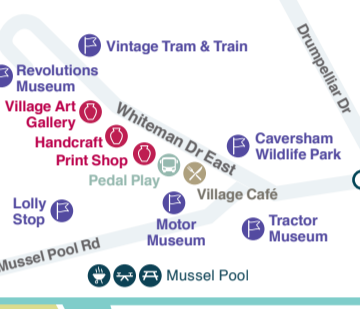 Vintage Tram & Train
Drumpelliar Dr
Revolutions
Museum
Village Art
Gallery
Whiteman Dr East
Handcraft
Print Shop
Caversham
Wildlife Park
Pedal Play
Village Café
Lolly
Stop
Motor
Museum
Tractor
Museum
Mussel Pool Rd
Mussel Pool